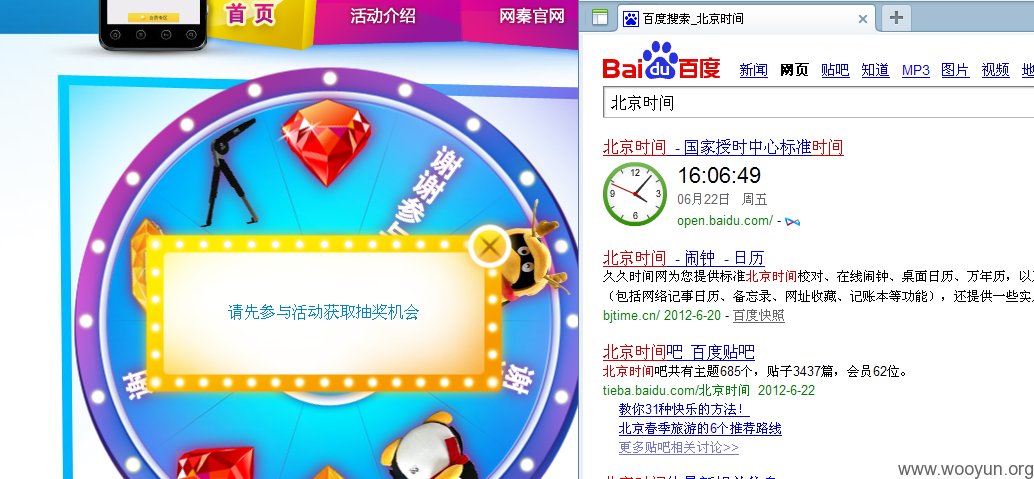 会员专区
首 页
活动介绍
网秦官网
谢谢参与
请先参与活动获取抽奖机会
谢
谢
百度搜索_北京时间
Bai du 百度
新闻 网页 贴吧 知道 MP3 图片 视频
北京时间
北京时间 - 国家授时中心标准时间
12
3
6
9
16:06:49
06月22日 周五
open.baidu.com/ -
北京时间 - 闹钟 - 日历
久久时间网为您提供标准北京时间校对、在线闹钟、桌面日历、万年历，以
（包括网络记事日历、备忘录、网址收藏、记账本等功能），还提供一些实
bjtime.cn/ 2012-6-20 - 百度快照
北京时间吧_百度贴吧
北京时间吧共有主题685个，贴子3437篇，会员62位。
tieba.baidu.com/北京时间 2012-6-22
教你31种快乐的方法！
北京春季旅游的6个推荐路线
更多贴吧相关讨论>>
www.wooyun.org